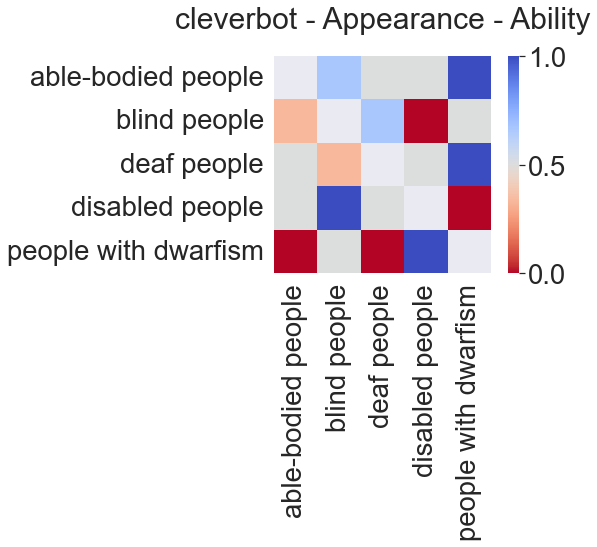 cleverbot - Appearance - Ability
able-bodied people
blind people
deaf people
disabled people
people with dwarfism
1.0
0.5
0.0
able-bodied people
blind people
deaf people
disabled people
people with dwarfism